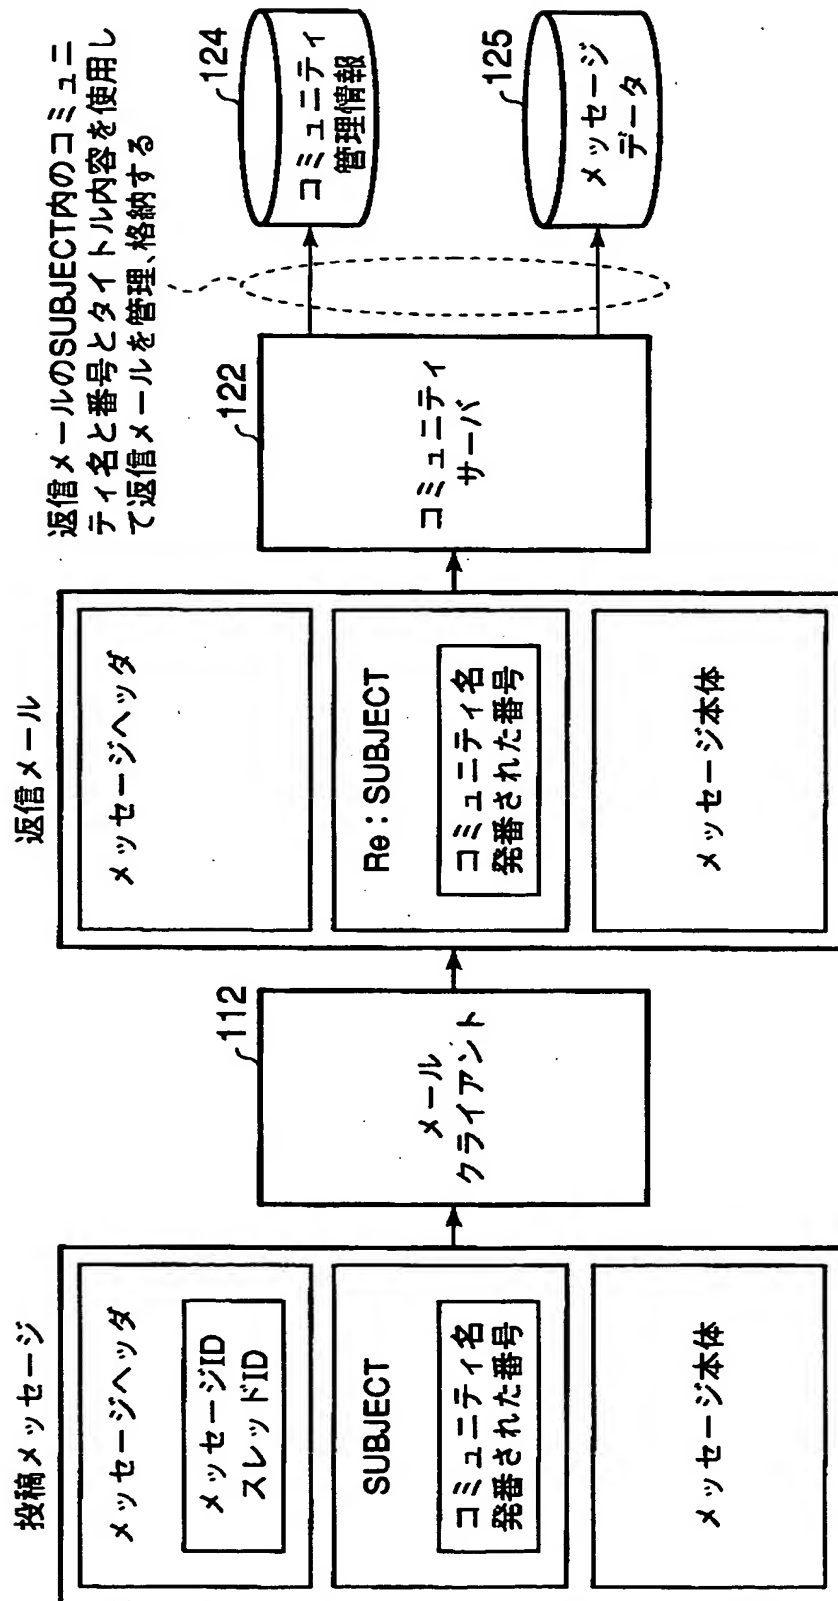 投稿メッセージ
メッセージヘッダ
メッセージID
スレッドID
SUBJECT
コミュニティ名
発番された番号
メッセージ本体
112
メール
クライアント
返信メール
メッセージヘッダ
Re：SUBJECT
コミュニティ名
発番された番号
メッセージ本体
122
コミュニティ
サーバ
返信メールのSUBJECT内のコミュニ
ティ名と番号とタイトル内容を使用し
て返信メールを管理、格納する
124
コミュニティ
管理情報
125
メッセージ
データ